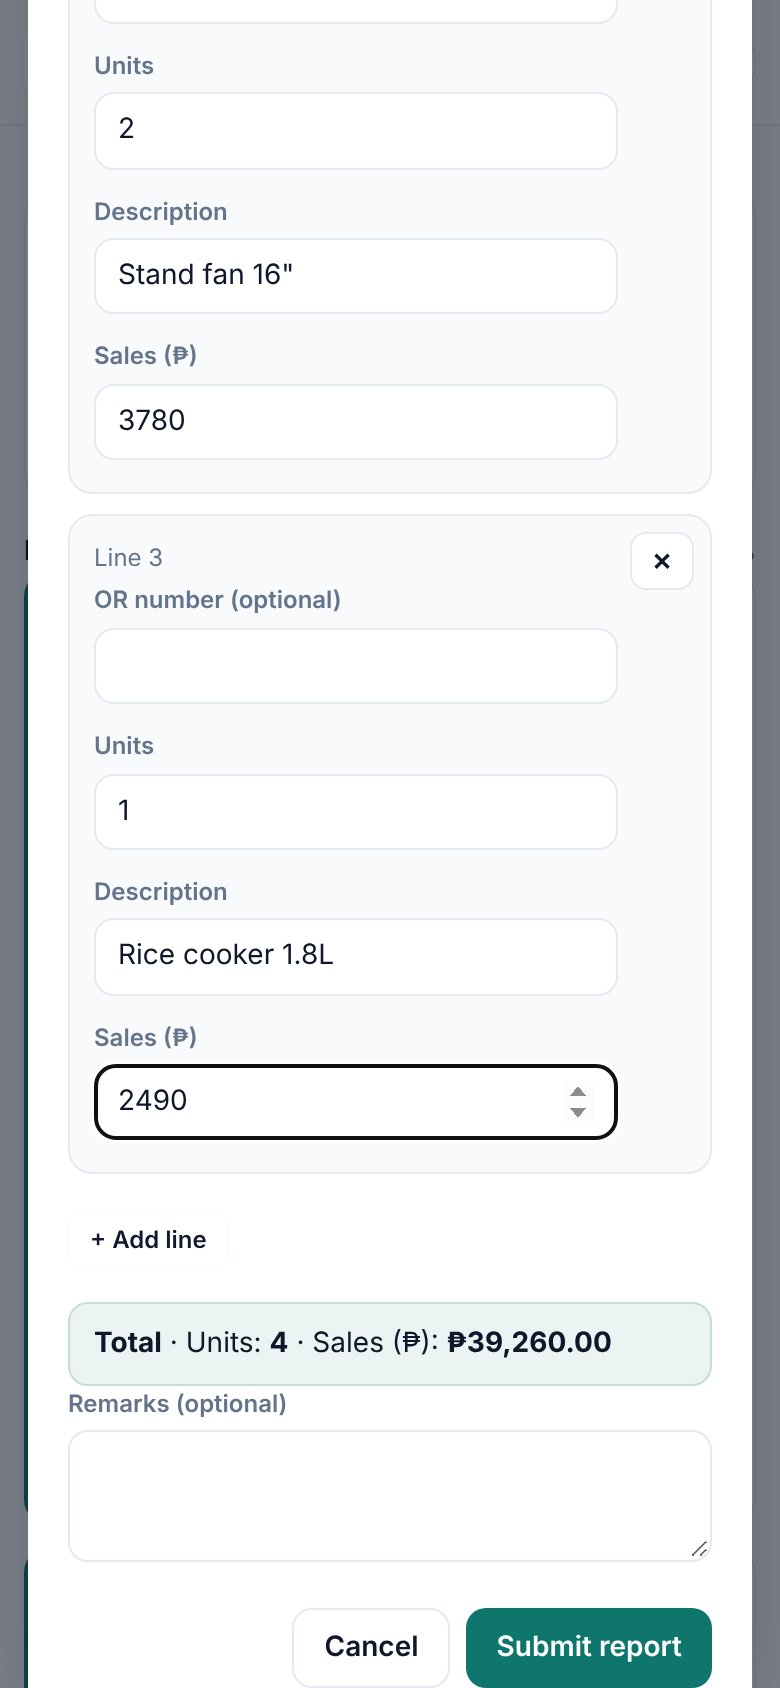 Units
2
Description
Stand fan 16"
Sales (₱)
3780
Line 3
×
OR number (optional)
Units
1
Description
Rice cooker 1.8L
Sales (₱)
2490
+ Add line
Total · Units: 4 · Sales (₱): ₱39,260.00
Remarks (optional)
Cancel
Submit report